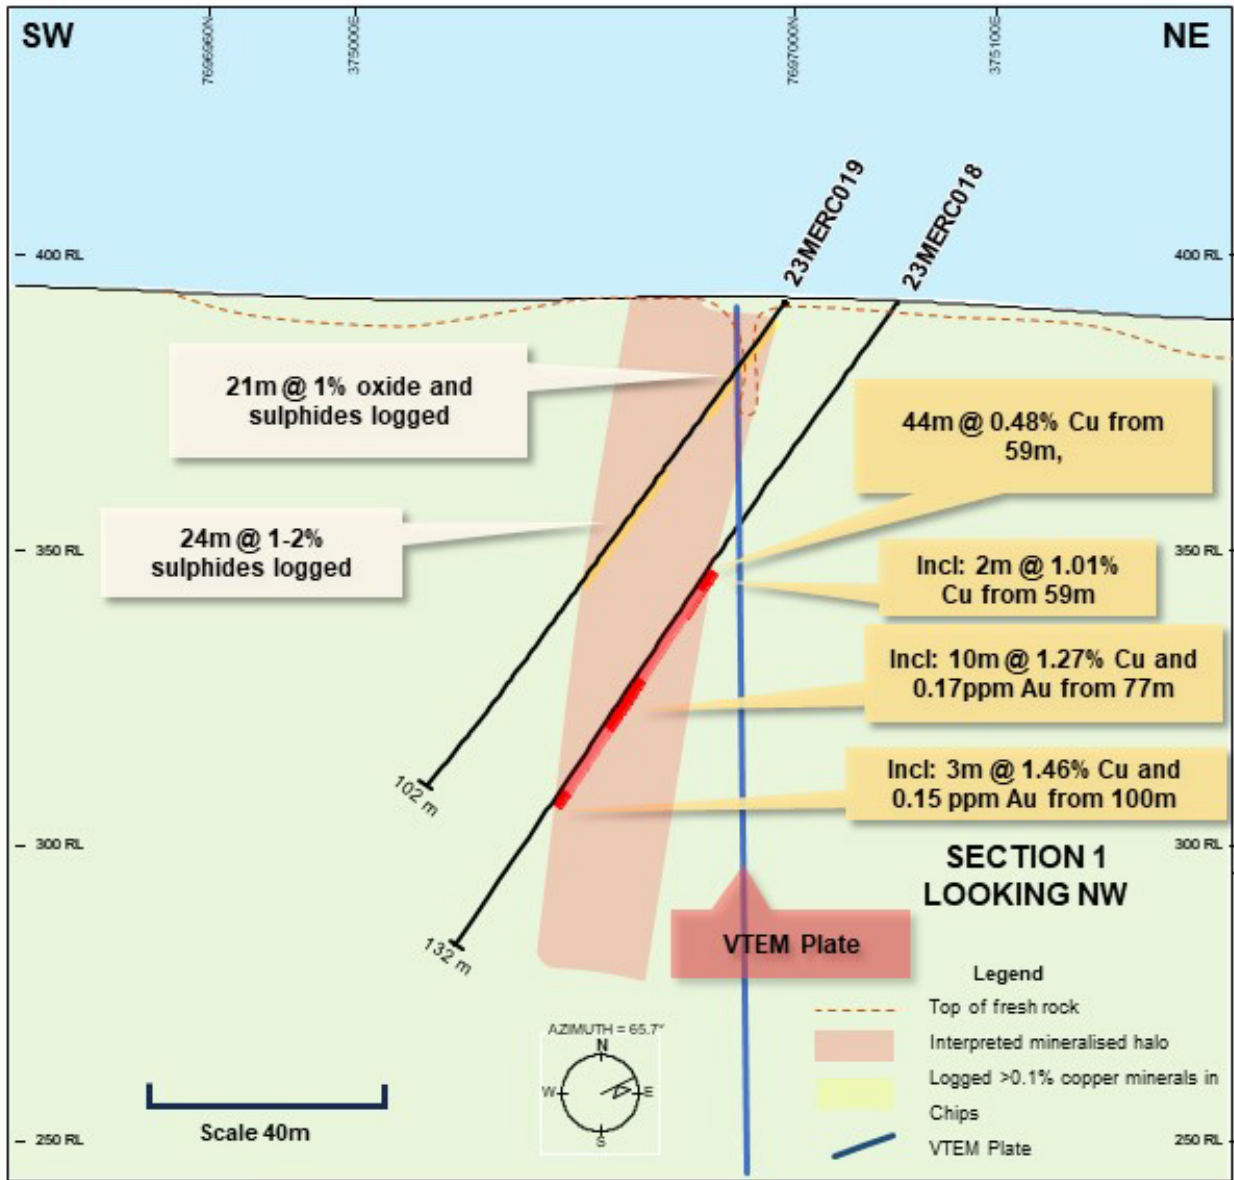 SW
7696960N
375000E
7697000N
375100E
NE
23MERC019
23MERC018
400 RL
400 RL
21m @ 1% oxide and
sulphides logged
44m @ 0.48% Cu from
59m,
24m @ 1-2%
sulphides logged
350 RL
350 RL
Incl: 2m @ 1.01%
Cu from 59m
Incl: 10m @ 1.27% Cu and
0.17ppm Au from 77m
Incl: 3m @ 1.46% Cu and
0.15 ppm Au from 100m
102 m
132 m
300 RL
300 RL
SECTION 1
LOOKING NW
VTEM Plate
Legend
Top of fresh rock
Interpreted mineralised halo
Logged >0.1% copper minerals in
Chips
VTEM Plate
AZIMUTH = 65.7°
N
W
E
S
Scale 40m
250 RL
250 RL